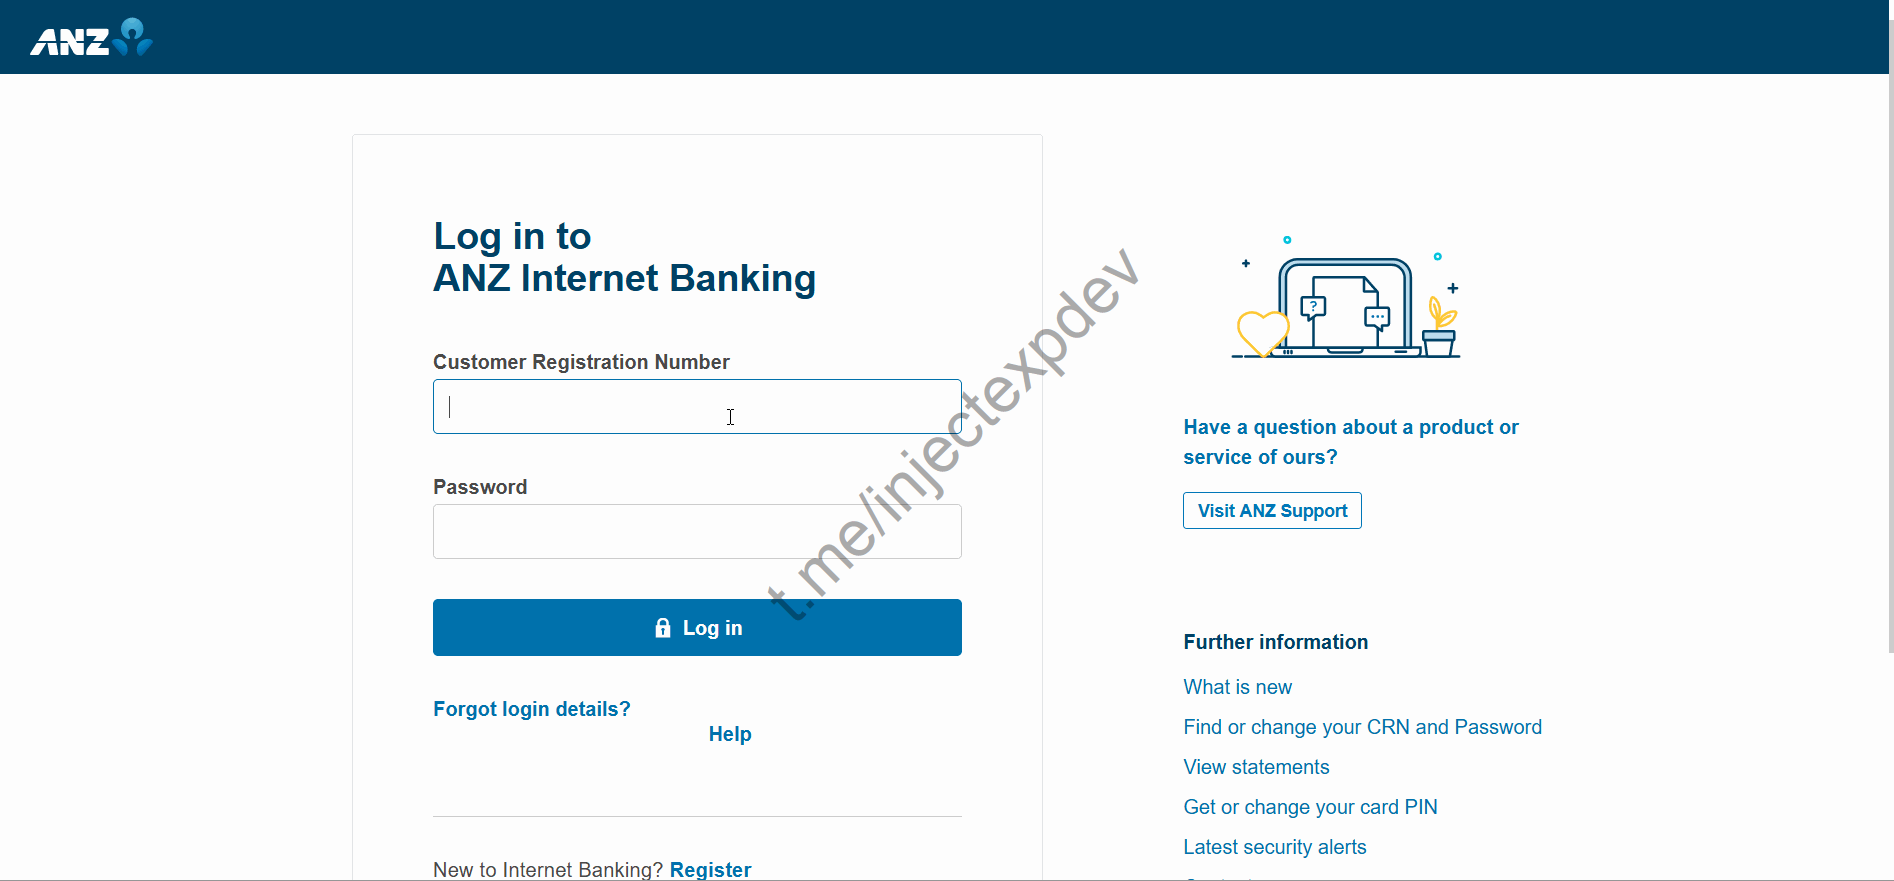 ANZ
Log in to
ANZ Internet Banking
Customer Registration Number
Password
Log in
Forgot login details?
Help
New to Internet Banking? Register
t.me/injectexpdev
?
Have a question about a product or
service of ours?
Visit ANZ Support
Further information
What is new
Find or change your CRN and Password
View statements
Get or change your card PIN
Latest security alerts